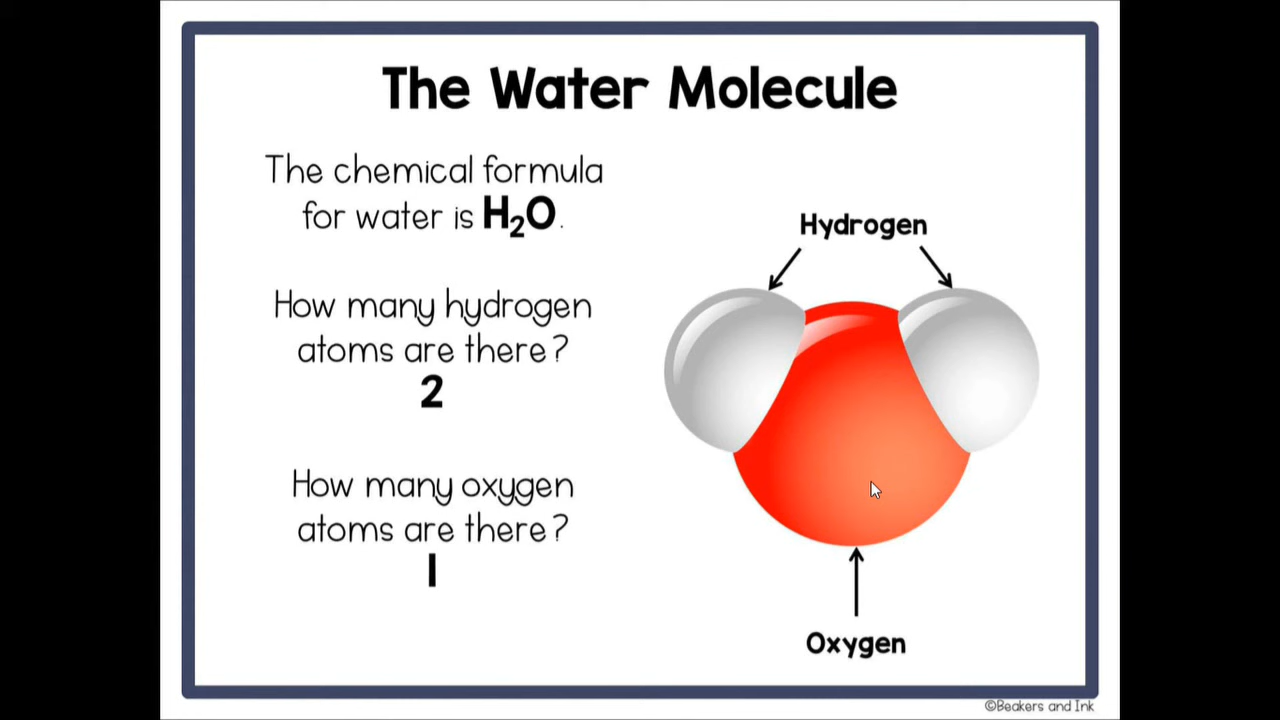 The Water Molecule
The chemical formula
for water is H₂O.
How many hydrogen
atoms are there?
2
How many oxygen
atoms are there?
1
Hydrogen
Oxygen
©Beakers and Ink